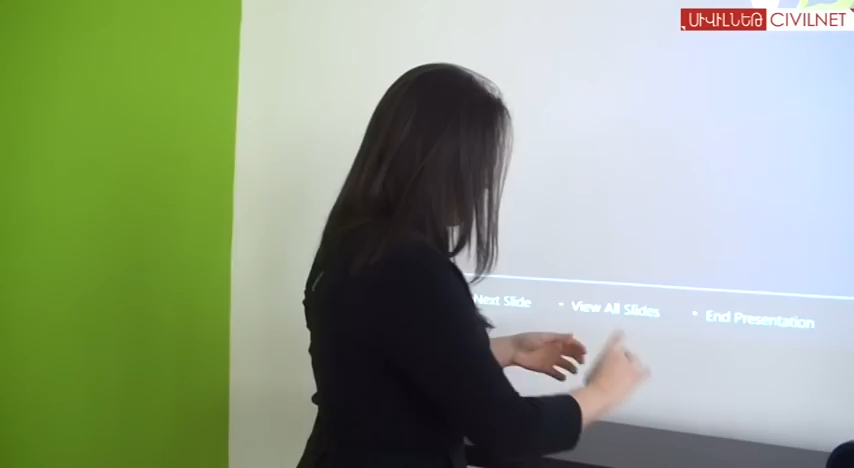 ՍԻՎԻԼՆԵԹ CIVILNET
Next Slide • View All Slides • End Presentation